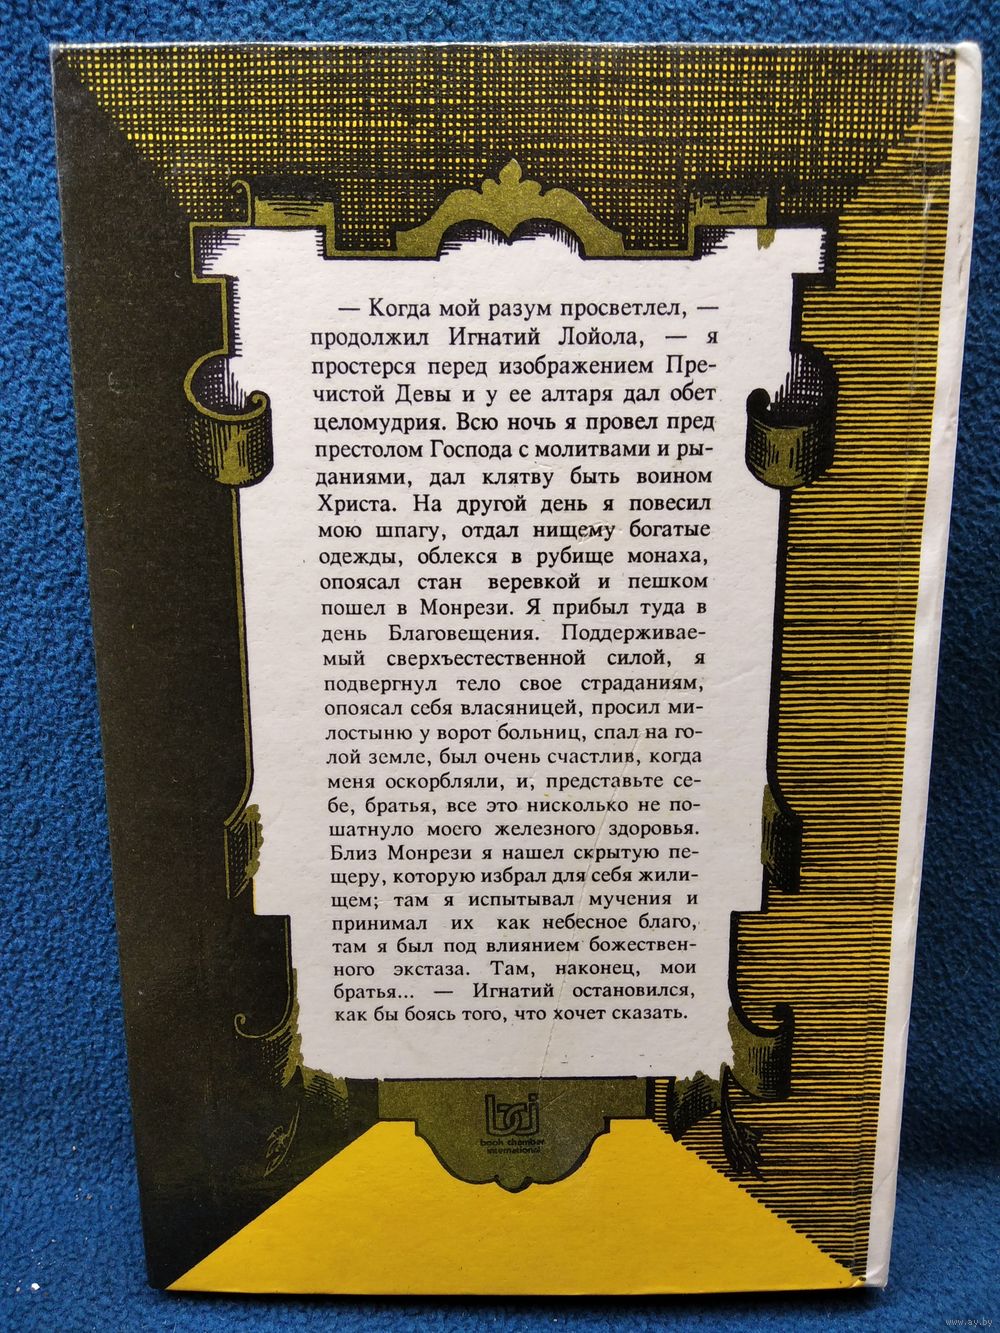 — Когда мой разум просветлел, —
продолжил Игнатий Лойола, — я
простерся перед изображением Пре-
чистой Девы и у ее алтаря дал обет
целомудрия. Всю ночь я провел пред
престолом Господа с молитвами и ры-
даниями, дал клятву быть воином
Христа. На другой день я повесил
мою шпагу, отдал нищему богатые
одежды, облекся в рубище монаха,
опоясал стан веревкой и пешком
пошел в Монрези. Я прибыл туда в
день Благовещения. Поддерживае-
мый сверхъестественной силой, я
подвергнул тело свое страданиям,
опоясал себя власяницей, просил ми-
лостыню у ворот больниц, спал на го-
лой земле, был очень счастлив, когда
меня оскорбляли, и, представьте се-
бе, братья, все это нисколько не по-
шатнуло моего железного здоровья.
Близ Монрези я нашел скрытую пе-
щеру, которую избрал для себя жили-
щем; там я испытывал мучения и
принимал их как небесное благо,
там я был под влиянием божествен-
ного экстаза. Там, наконец, мои
братья... — Игнатий остановился,
как бы боясь того, что хочет сказать.
bci
book chamber
international
www.ay.by